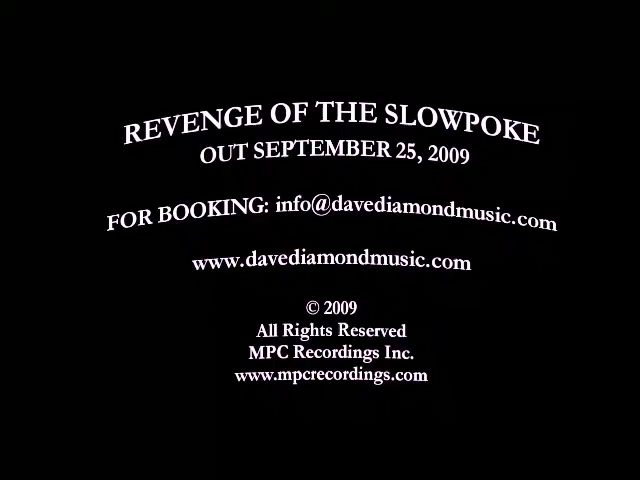 REVENGE OF THE SLOWPOKE
OUT SEPTEMBER 25, 2009
FOR BOOKING: info@davediamondmusic.com
www.davediamondmusic.com
© 2009
All Rights Reserved
MPC Recordings Inc.
www.mpcrecordings.com